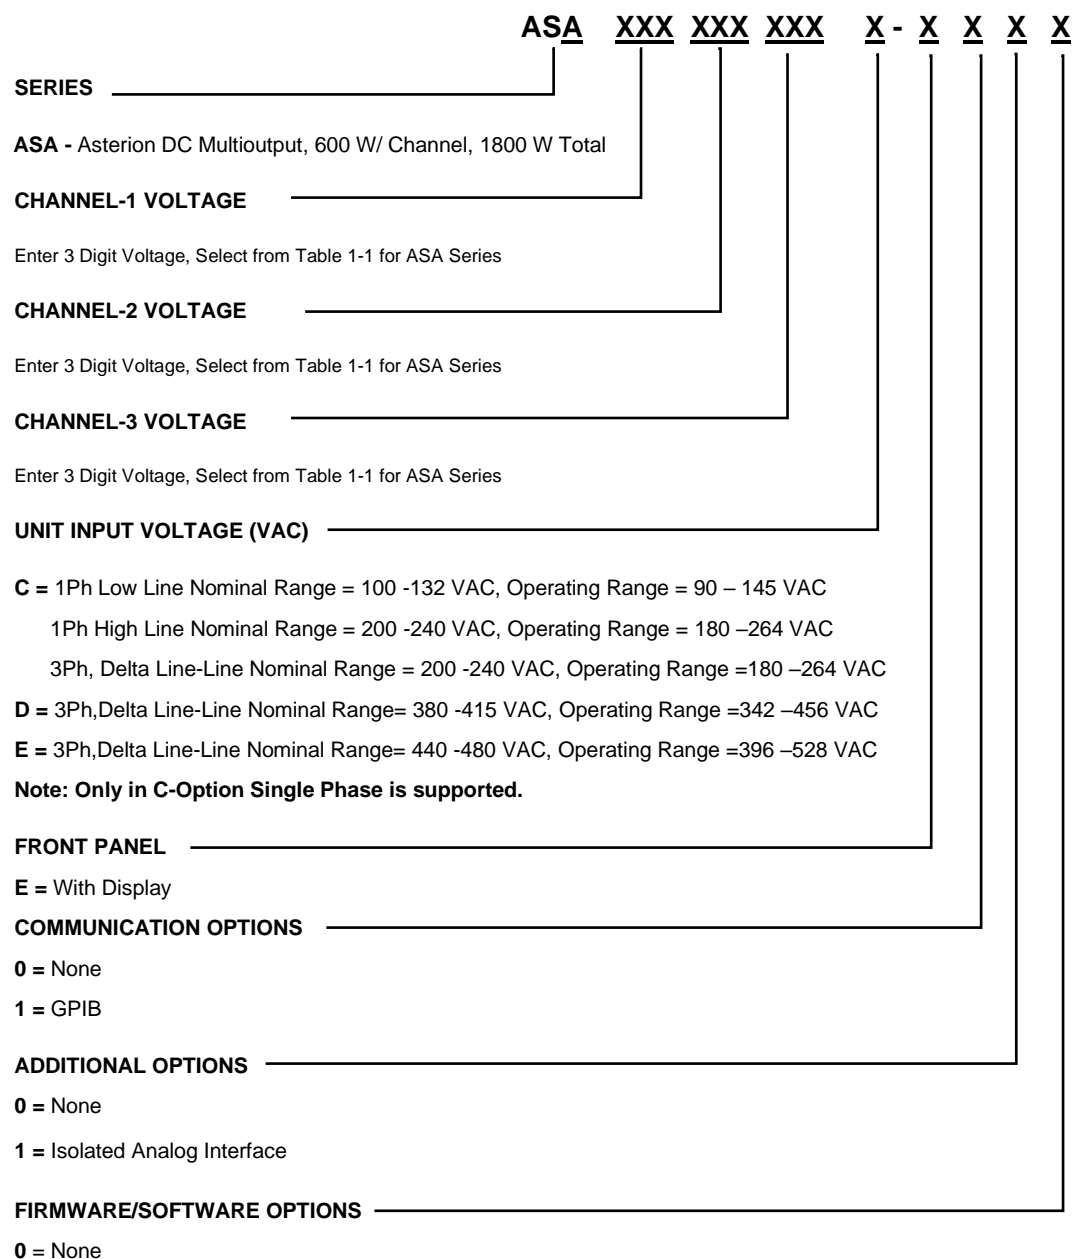 ASA XXX XXX XXX X - X X X X
SERIES
ASA - Asterion DC Multioutput, 600 W/ Channel, 1800 W Total
CHANNEL-1 VOLTAGE
Enter 3 Digit Voltage, Select from Table 1-1 for ASA Series
CHANNEL-2 VOLTAGE
Enter 3 Digit Voltage, Select from Table 1-1 for ASA Series
CHANNEL-3 VOLTAGE
Enter 3 Digit Voltage, Select from Table 1-1 for ASA Series
UNIT INPUT VOLTAGE (VAC)
C = 1Ph Low Line Nominal Range = 100 -132 VAC, Operating Range = 90 – 145 VAC
1Ph High Line Nominal Range = 200 -240 VAC, Operating Range = 180 –264 VAC
3Ph, Delta Line-Line Nominal Range = 200 -240 VAC, Operating Range =180 –264 VAC
D = 3Ph,Delta Line-Line Nominal Range= 380 -415 VAC, Operating Range =342 –456 VAC
E = 3Ph,Delta Line-Line Nominal Range= 440 -480 VAC, Operating Range =396 –528 VAC
Note: Only in C-Option Single Phase is supported.
FRONT PANEL
E = With Display
COMMUNICATION OPTIONS
0 = None
1 = GPIB
ADDITIONAL OPTIONS
0 = None
1 = Isolated Analog Interface
FIRMWARE/SOFTWARE OPTIONS
0 = None